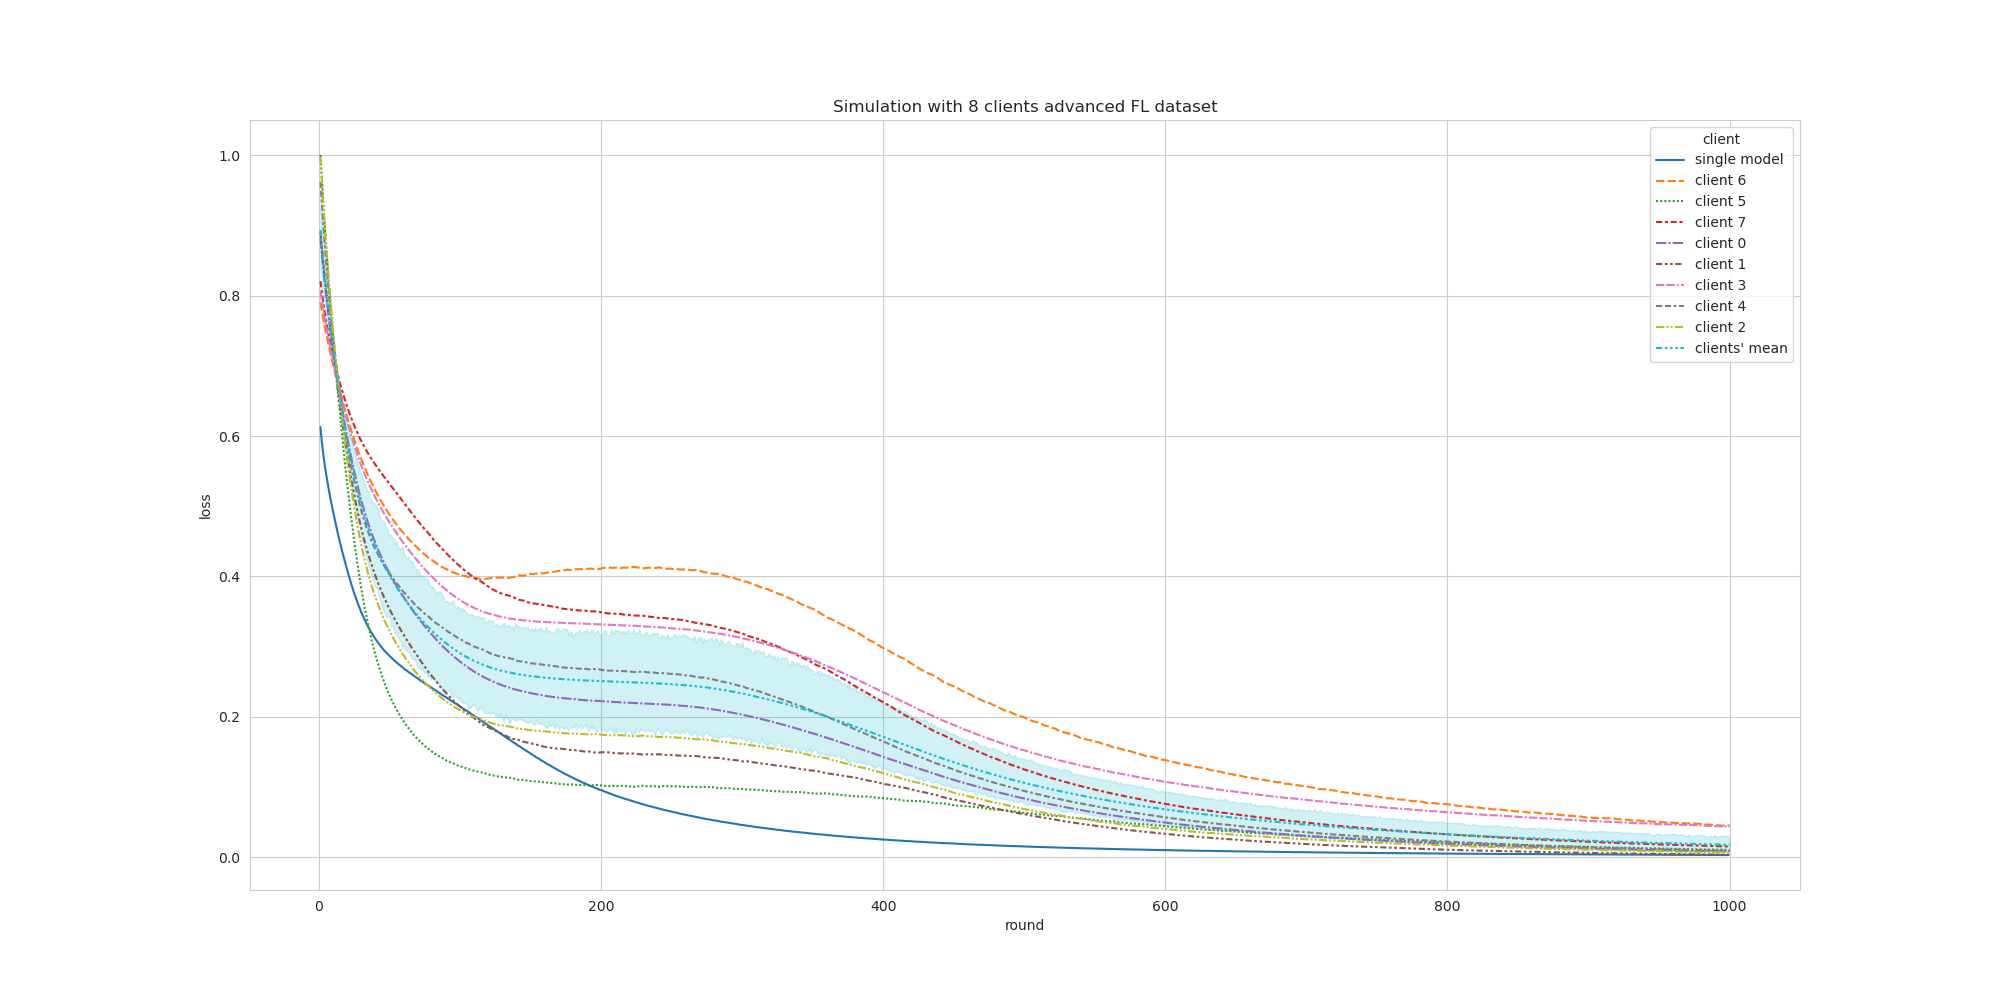 Simulation with 8 clients advanced FL dataset
client
single model
client 6
client 5
client 7
client 0
client 1
client 3
client 4
client 2
clients' mean
loss
1.0
0.8
0.6
0.4
0.2
0.0
0 200 400 600 800 1000
round